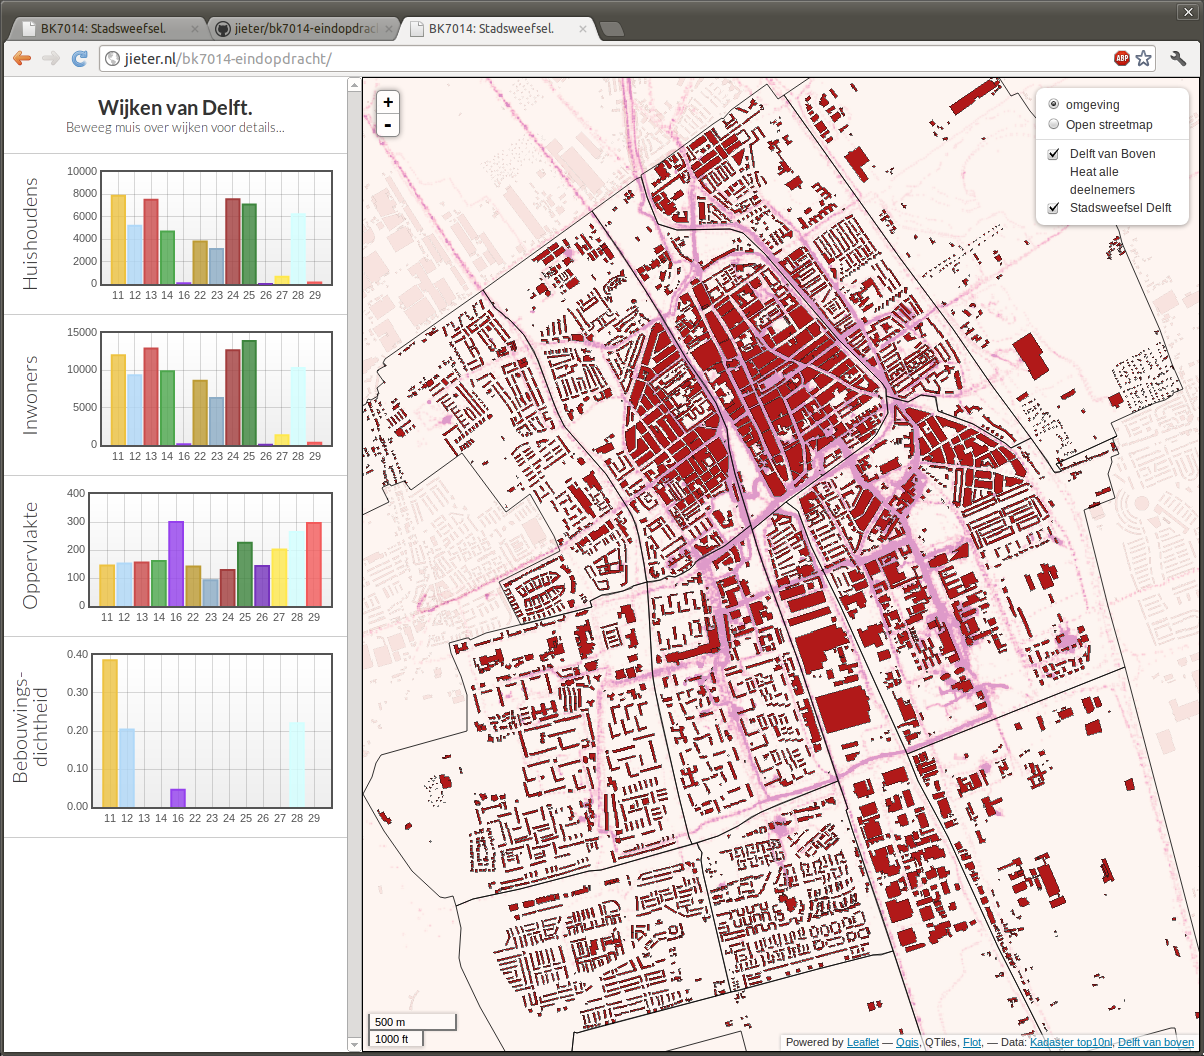 BK7014: Stadsweefsel.
jieter/bk7014-eindopdrac
BK7014: Stadsweefsel.
jieter.nl/bk7014-eindopdracht/
ABP
Wijken van Delft.
Beweeg muis over wijken voor details...
Huishoudens
10000
8000
6000
4000
2000
0
11 12 13 14 16 22 23 24 25 26 27 28 29
Inwoners
15000
10000
5000
0
11 12 13 14 16 22 23 24 25 26 27 28 29
Oppervlakte
400
300
200
100
0
11 12 13 14 16 22 23 24 25 26 27 28 29
Bebouwings-
dichtheid
0.40
0.30
0.20
0.10
0.00
11 12 13 14 16 22 23 24 25 26 27 28 29
+
-
omgeving
Open streetmap
Delft van Boven
Heat alle
deelnemers
Stadsweefsel Delft
500 m
1000 ft
Powered by Leaflet — Qgis, QTiles, Flot, — Data: Kadaster top10nl, Delft van boven